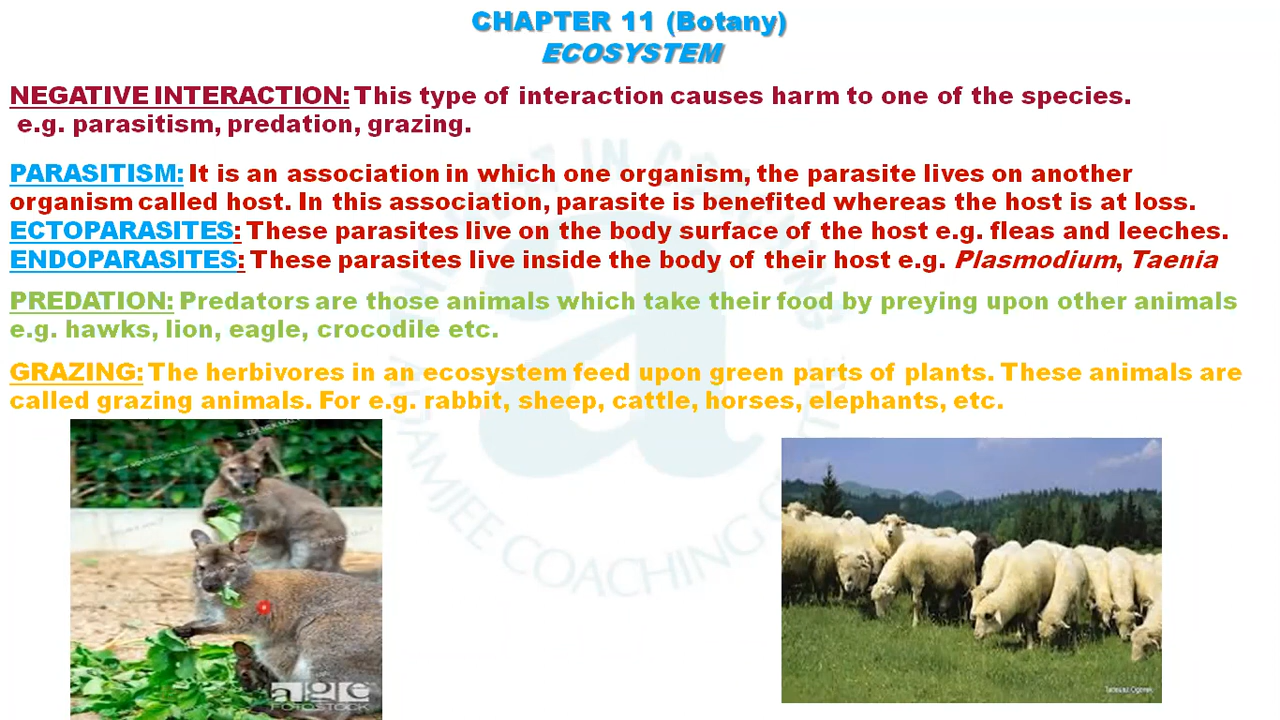 CHAPTER 11 (Botany)
ECOSYSTEM
NEGATIVE INTERACTION: This type of interaction causes harm to one of the species.
e.g. parasitism, predation, grazing.
PARASITISM: It is an association in which one organism, the parasite lives on another
organism called host. In this association, parasite is benefited whereas the host is at loss.
ECTOPARASITES: These parasites live on the body surface of the host e.g. fleas and leeches.
ENDOPARASITES: These parasites live inside the body of their host e.g. Plasmodium, Taenia
PREDATION: Predators are those animals which take their food by preying upon other animals
e.g. hawks, lion, eagle, crocodile etc.
GRAZING: The herbivores in an ecosystem feed upon green parts of plants. These animals are
called grazing animals. For e.g. rabbit, sheep, cattle, horses, elephants, etc.
a
ADAMJEE COACHING
age
FOTOSTOCK